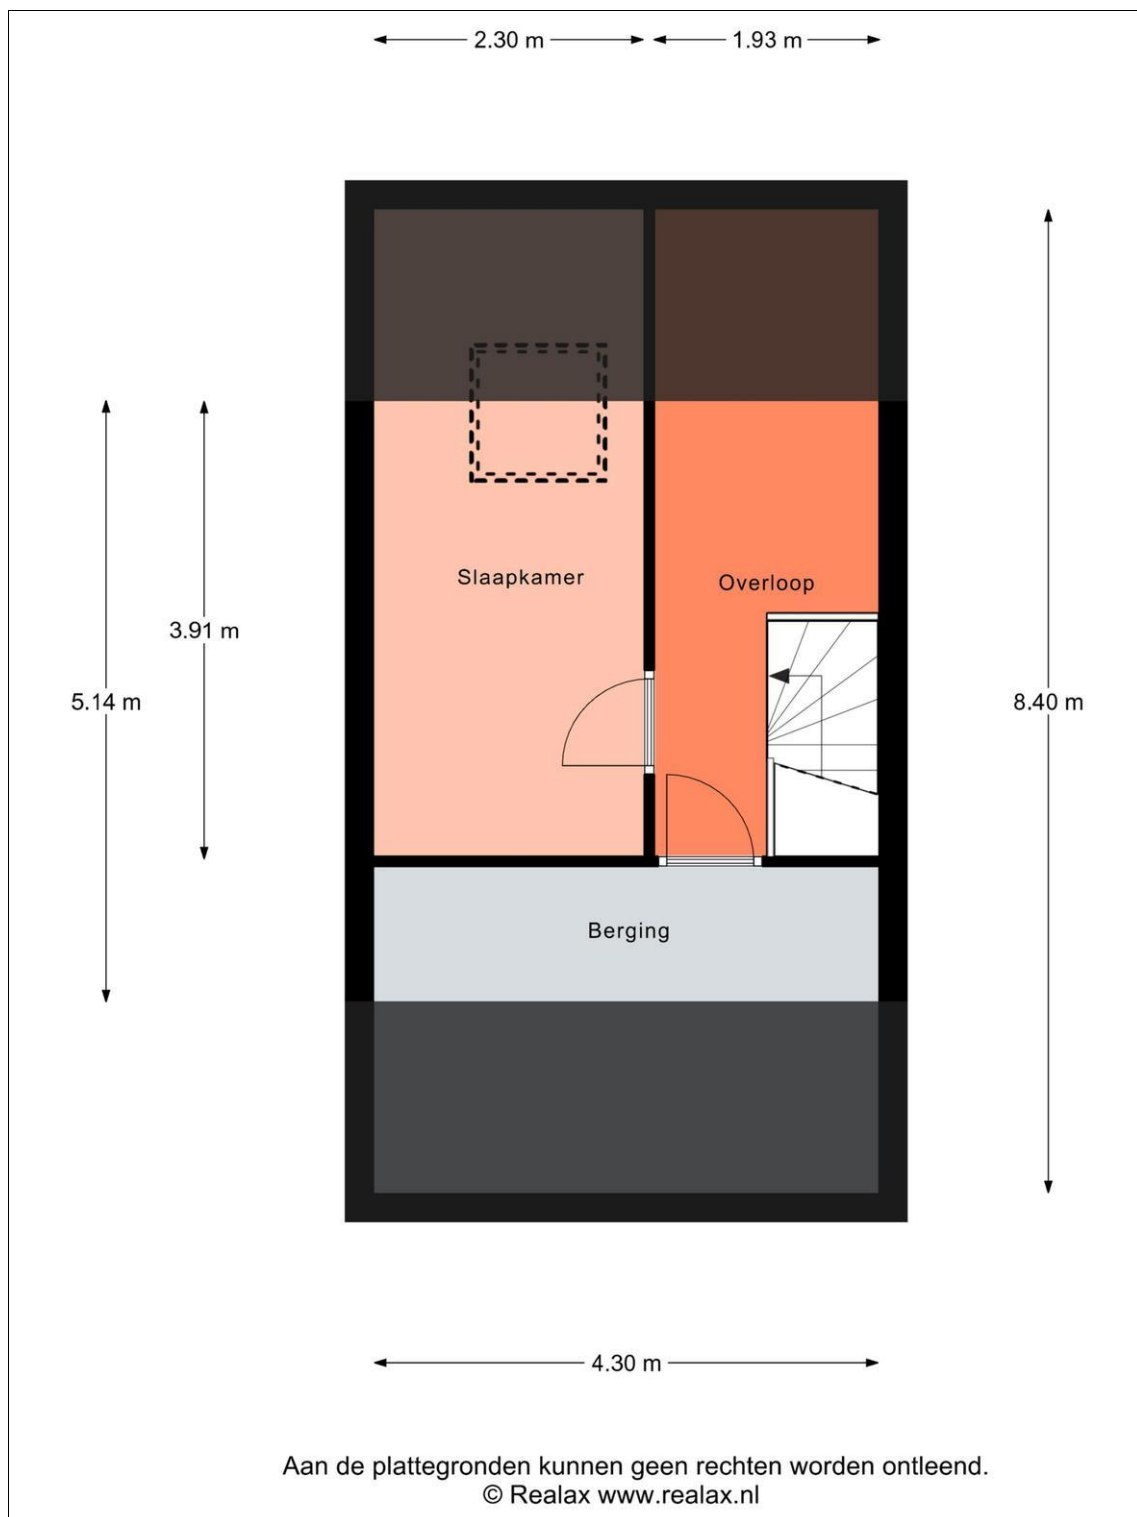 2.30 m
1.93 m
Slaapkamer
Overloop
3.91 m
5.14 m
8.40 m
Berging
4.30 m
Aan de plattegronden kunnen geen rechten worden ontleend.
© Realax www.realax.nl